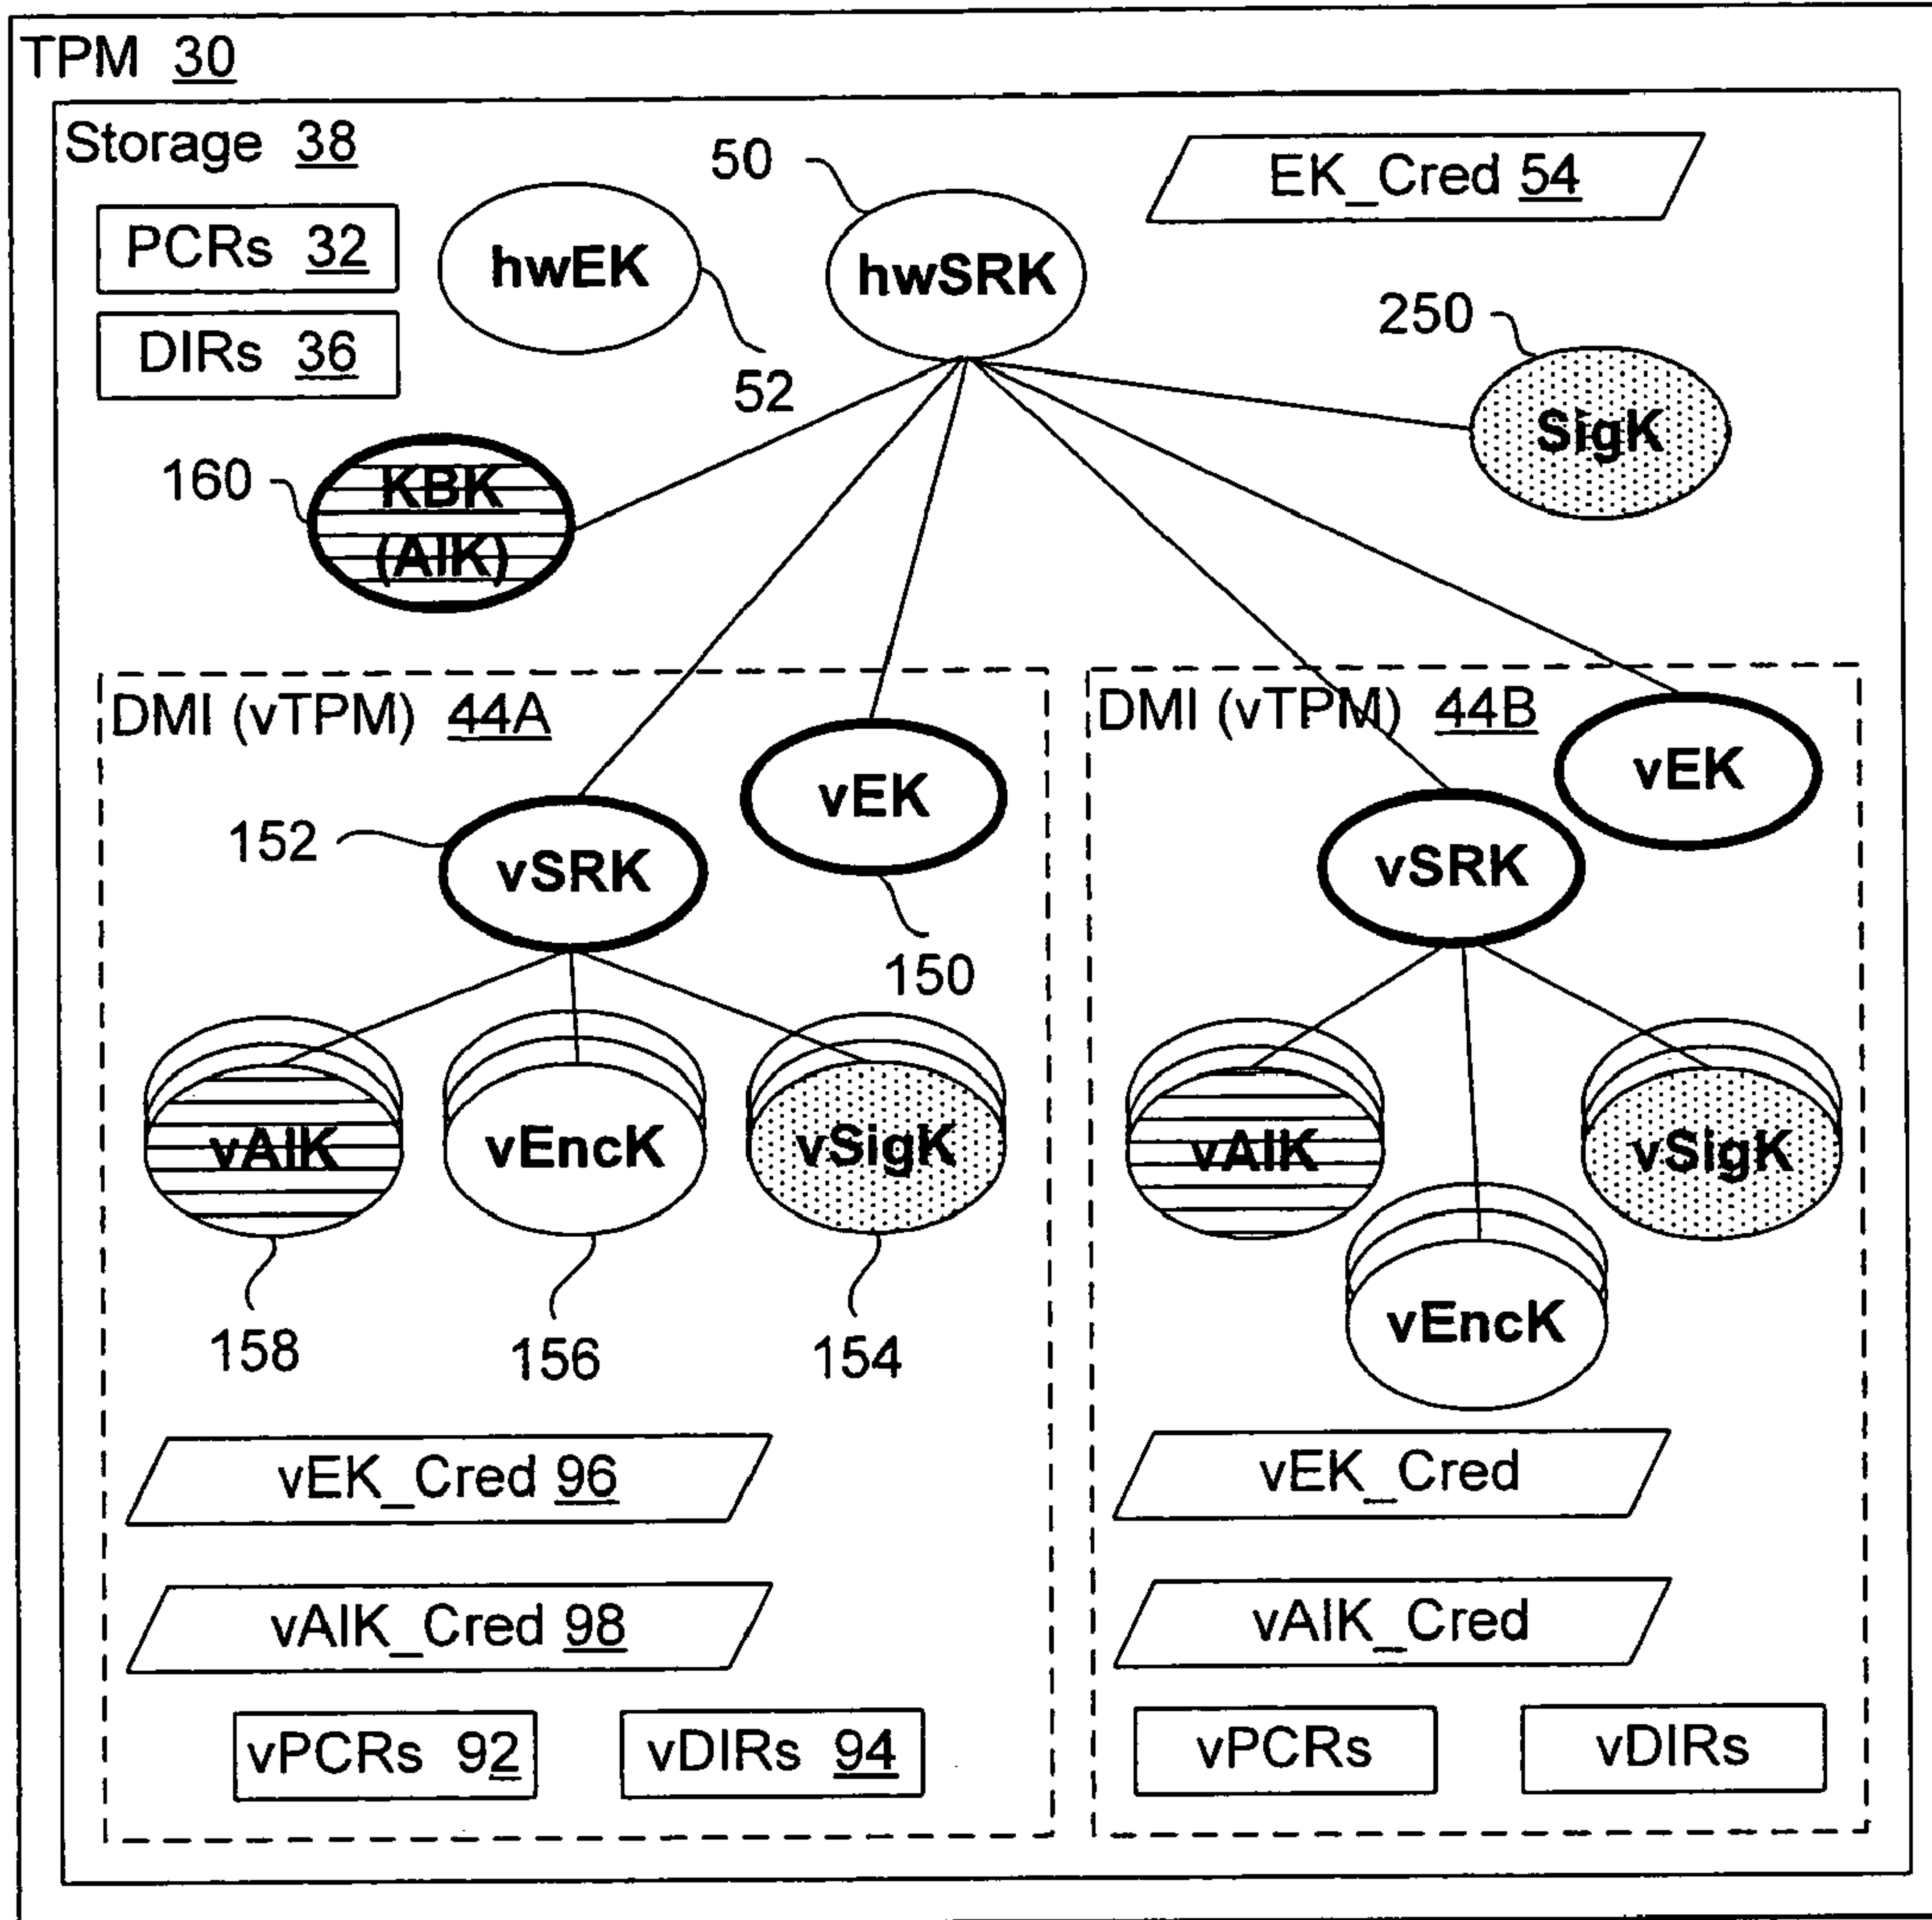 TPM 30
Storage 38
50
EK_Cred 54
PCRs 32
hwEK
hwSRK
250
DIRs 36
52
SigK
160
KBK
(AIK)
DMI (vTPM) 44A
DMI (vTPM) 44B
vEK
vEK
152
vSRK
vSRK
150
vAIK
vEncK
vSigK
vAIK
vSigK
158
156
154
vEncK
vEK_Cred 96
vEK_Cred
vAIK_Cred 98
vAIK_Cred
vPCRs 92
vDIRs 94
vPCRs
vDIRs